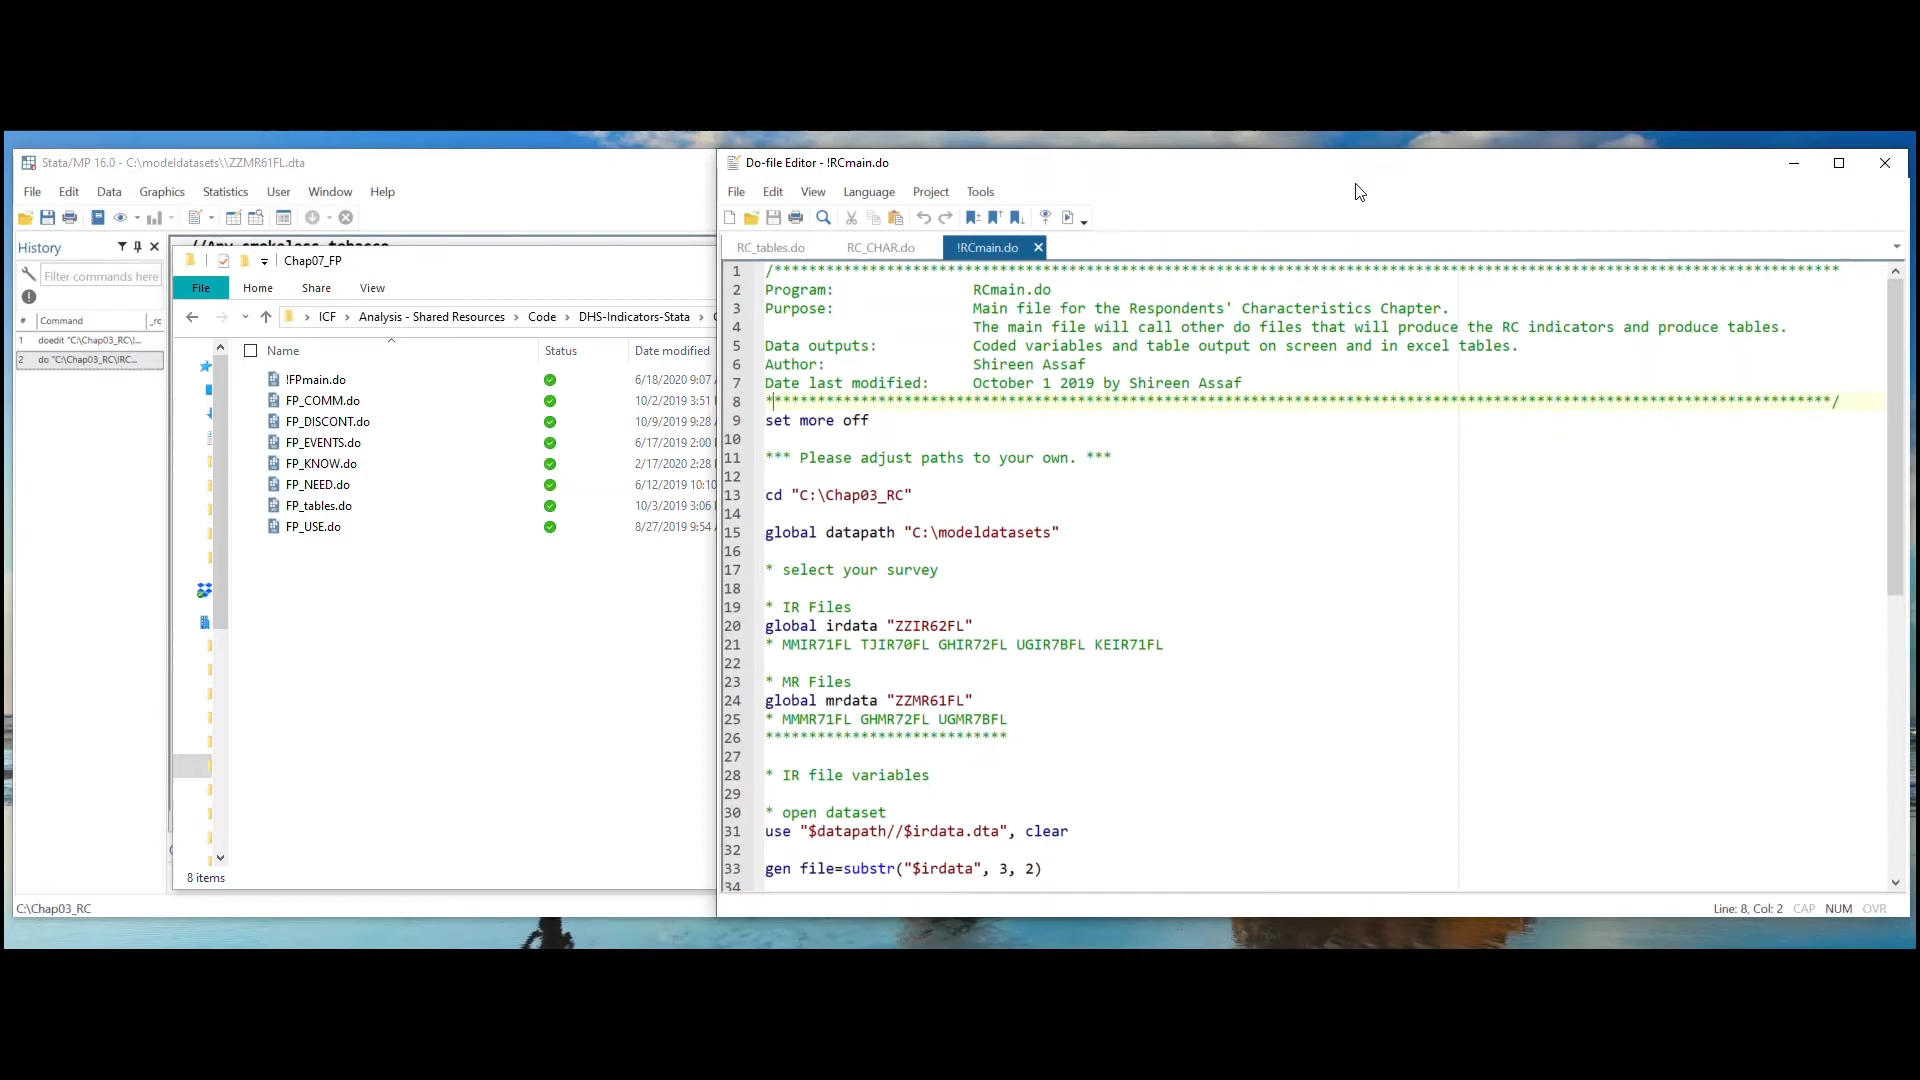 Stata/MP 16.0 - C:\modeldatasets\\ZZMR61FL.dta
File Edit Data Graphics Statistics User Window Help
History
Filter commands here
# Command _rc
1 doedit "C:\Chap03_RC\!...
2 do "C:\Chap03_RC\!RC...
//Any smokeless tobacco
Chap07_FP
File Home Share View
ICF > Analysis - Shared Resources > Code > DHS-Indicators-Stata >
Name Status Date modified
!FPmain.do 6/18/2020 9:07
FP_COMM.do 10/2/2019 3:51
FP_DISCONT.do 10/9/2019 9:28
FP_EVENTS.do 6/17/2019 2:00
FP_KNOW.do 2/17/2020 2:28
FP_NEED.do 6/12/2019 10:10
FP_tables.do 10/3/2019 3:06
FP_USE.do 8/27/2019 9:54
8 items
C:\Chap03_RC
Do-file Editor - !RCmain.do
File Edit View Language Project Tools
RC_tables.do RC_CHAR.do !RCmain.do
1 /***************************************************************************************************************************
2 Program: RCmain.do
3 Purpose: Main file for the Respondents' Characteristics Chapter.
4 The main file will call other do files that will produce the RC indicators and produce tables.
5 Data outputs: Coded variables and table output on screen and in excel tables.
6 Author: Shireen Assaf
7 Date last modified: October 1 2019 by Shireen Assaf
8 ***************************************************************************************************************************/
9 set more off
10
11 *** Please adjust paths to your own. ***
12
13 cd "C:\Chap03_RC"
14
15 global datapath "C:\modeldatasets"
16
17 * select your survey
18
19 * IR Files
20 global irdata "ZZIR62FL"
21 * MMIR71FL TJIR70FL GHIR72FL UGIR7BFL KEIR71FL
22
23 * MR Files
24 global mrdata "ZZMR61FL"
25 * MMMR71FL GHMR72FL UGMR7BFL
26 ****************************
27
28 * IR file variables
29
30 * open dataset
31 use "$datapath//$irdata.dta", clear
32
33 gen file=substr("$irdata", 3, 2)
34
Line: 8, Col: 2 CAP NUM OVR